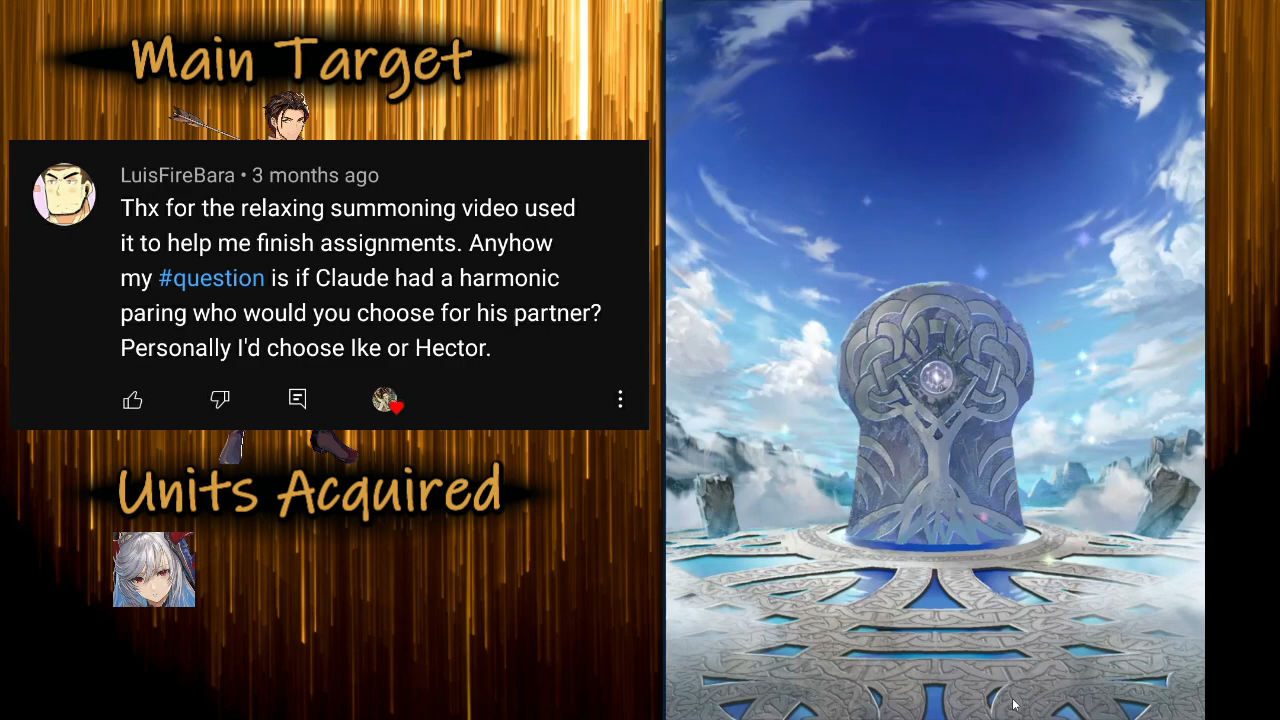 Main Target
LuisFireBara • 3 months ago
Thx for the relaxing summoning video used
it to help me finish assignments. Anyhow
my #question is if Claude had a harmonic
paring who would you choose for his partner?
Personally I'd choose Ike or Hector.
Units Acquired